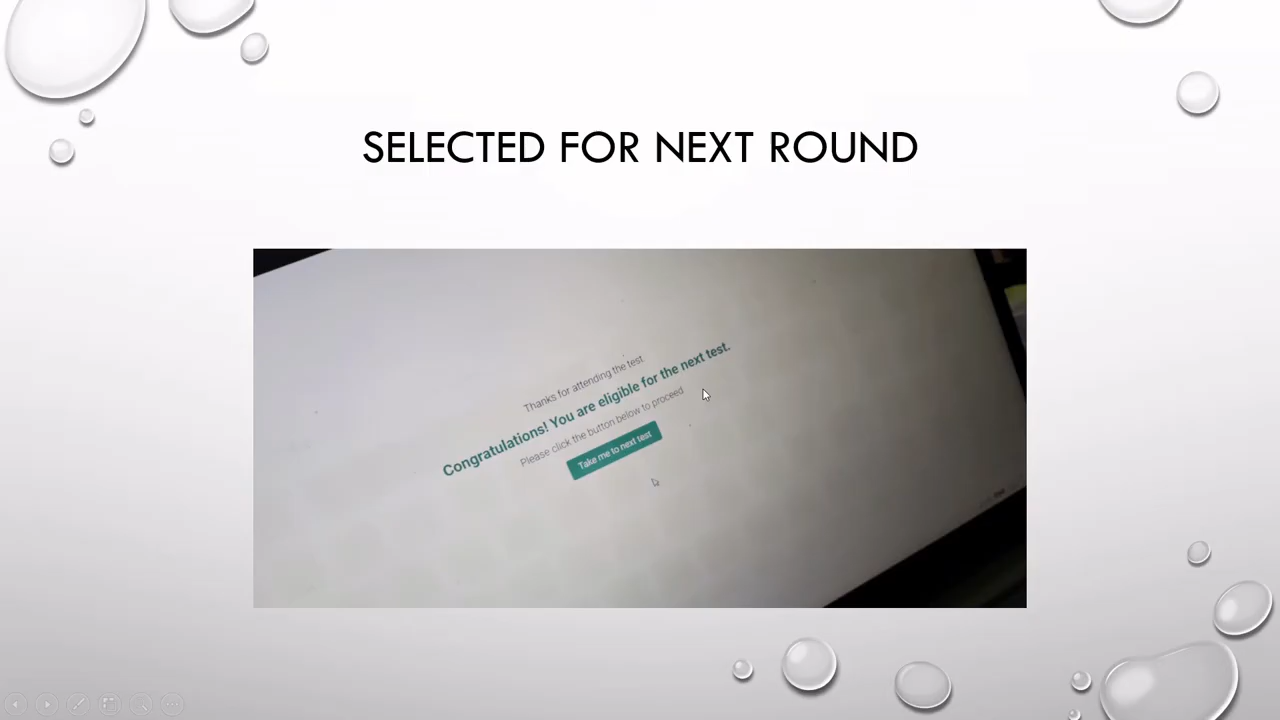 SELECTED FOR NEXT ROUND
Thanks for attending the test.
Congratulations! You are eligible for the next test.
Please click the button below to proceed
Take me to next test